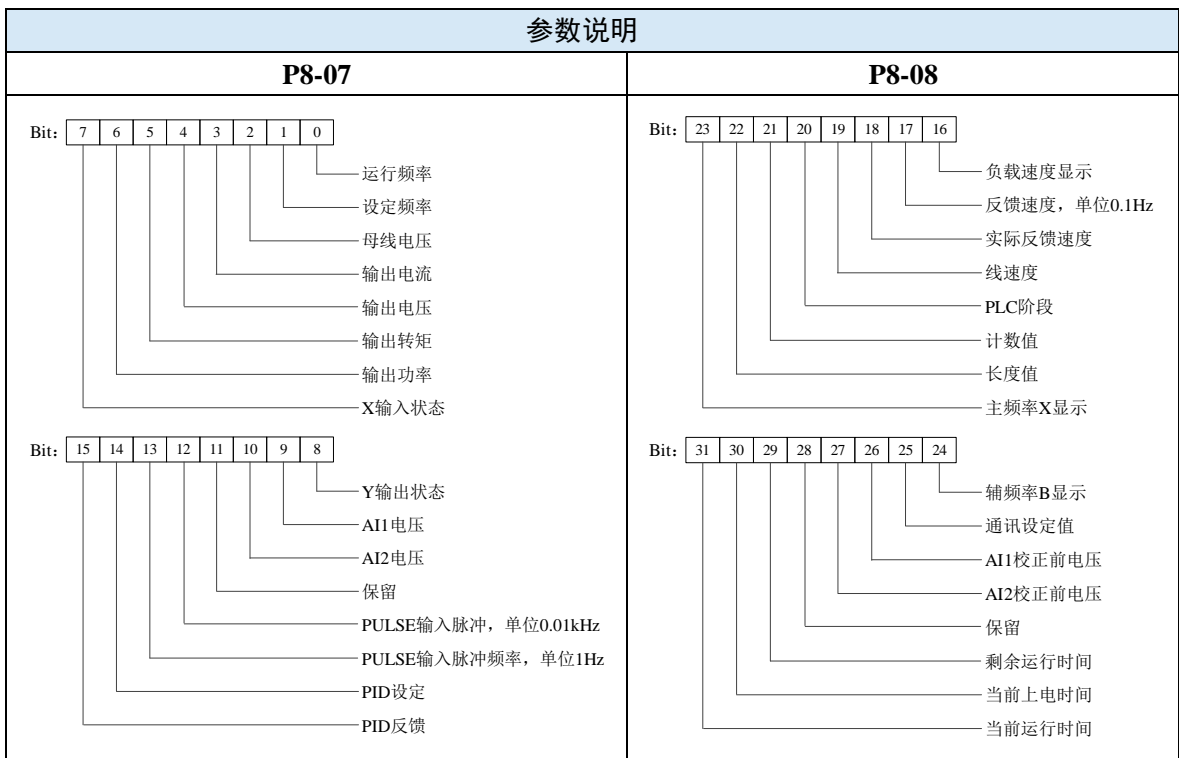 参数说明
P8-07
P8-08
Bit: 7 6 5 4 3 2 1 0
运行频率
设定频率
母线电压
输出电流
输出电压
输出转矩
输出功率
X输入状态
Bit: 15 14 13 12 11 10 9 8
Y输出状态
AI1电压
AI2电压
保留
PULSE输入脉冲，单位0.01kHz
PULSE输入脉冲频率，单位1Hz
PID设定
PID反馈
Bit: 23 22 21 20 19 18 17 16
负载速度显示
反馈速度，单位0.1Hz
实际反馈速度
线速度
PLC阶段
计数值
长度值
主频率X显示
Bit: 31 30 29 28 27 26 25 24
辅频率B显示
通讯设定值
AI1校正前电压
AI2校正前电压
保留
剩余运行时间
当前上电时间
当前运行时间